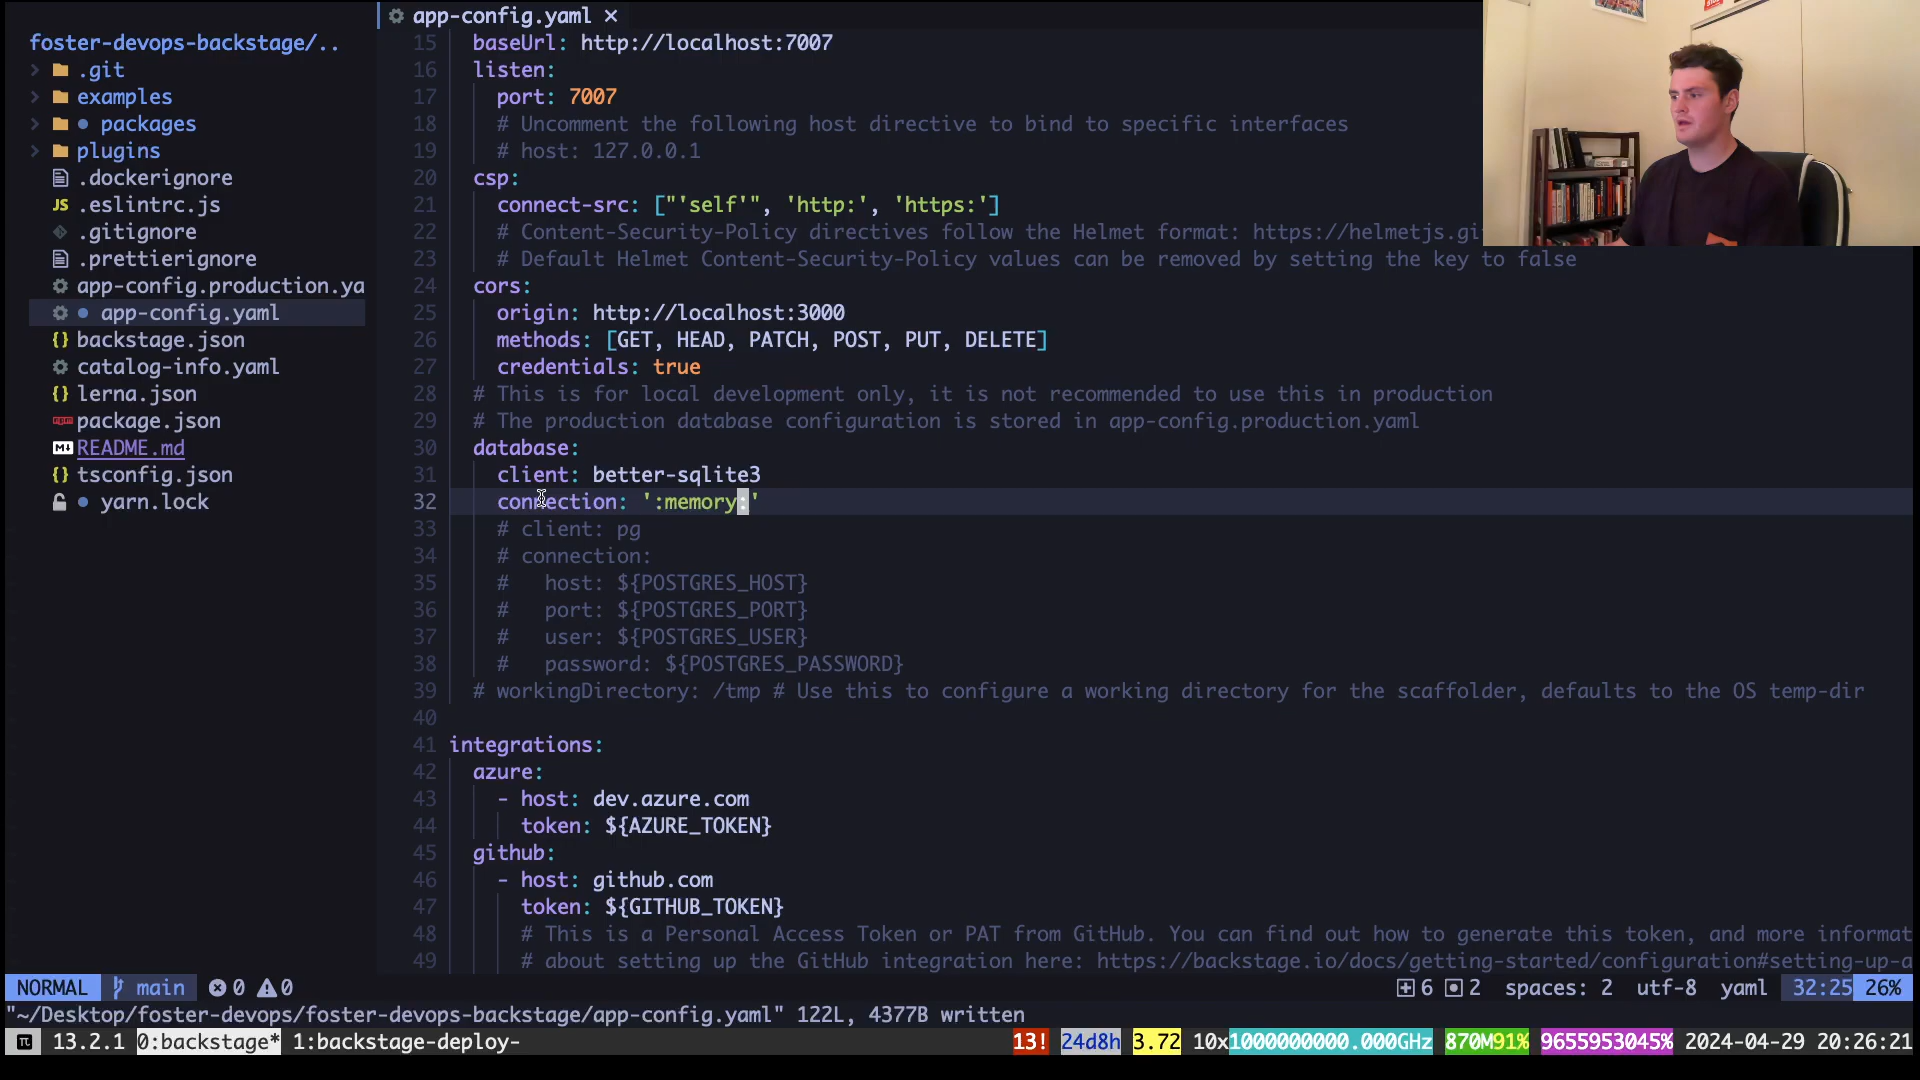 app-config.yaml ×
foster-devops-backstage/..
.git
examples
packages
plugins
.dockerignore
JS .eslintrc.js
.gitignore
.prettierignore
app-config.production.ya
app-config.yaml
{} backstage.json
catalog-info.yaml
{} lerna.json
package.json
README.md
{} tsconfig.json
yarn.lock
15 baseUrl: http://localhost:7007
16 listen:
17 port: 7007
18 # Uncomment the following host directive to bind to specific interfaces
19 # host: 127.0.0.1
20 csp:
21 connect-src: ["'self'", 'http:', 'https:']
22 # Content-Security-Policy directives follow the Helmet format: https://helmetjs.gi
23 # Default Helmet Content-Security-Policy values can be removed by setting the key to false
24 cors:
25 origin: http://localhost:3000
26 methods: [GET, HEAD, PATCH, POST, PUT, DELETE]
27 credentials: true
28 # This is for local development only, it is not recommended to use this in production
29 # The production database configuration is stored in app-config.production.yaml
30 database:
31 client: better-sqlite3
32 connection: ':memory:'
33 # client: pg
34 # connection:
35 # host: ${POSTGRES_HOST}
36 # port: ${POSTGRES_PORT}
37 # user: ${POSTGRES_USER}
38 # password: ${POSTGRES_PASSWORD}
39 # workingDirectory: /tmp # Use this to configure a working directory for the scaffolder, defaults to the OS temp-dir
40
41 integrations:
42 azure:
43 - host: dev.azure.com
44 token: ${AZURE_TOKEN}
45 github:
46 - host: github.com
47 token: ${GITHUB_TOKEN}
48 # This is a Personal Access Token or PAT from GitHub. You can find out how to generate this token, and more informat
49 # about setting up the GitHub integration here: https://backstage.io/docs/getting-started/configuration#setting-up-a
NORMAL main 0 0 6 2 spaces: 2 utf-8 yaml 32:25 26%
"~/Desktop/foster-devops/foster-devops-backstage/app-config.yaml" 122L, 4377B written
13.2.1 0:backstage* 1:backstage-deploy- 13! 24d8h 3.72 10x1000000000.000GHz 870M91% 9655953045% 2024-04-29 20:26:21